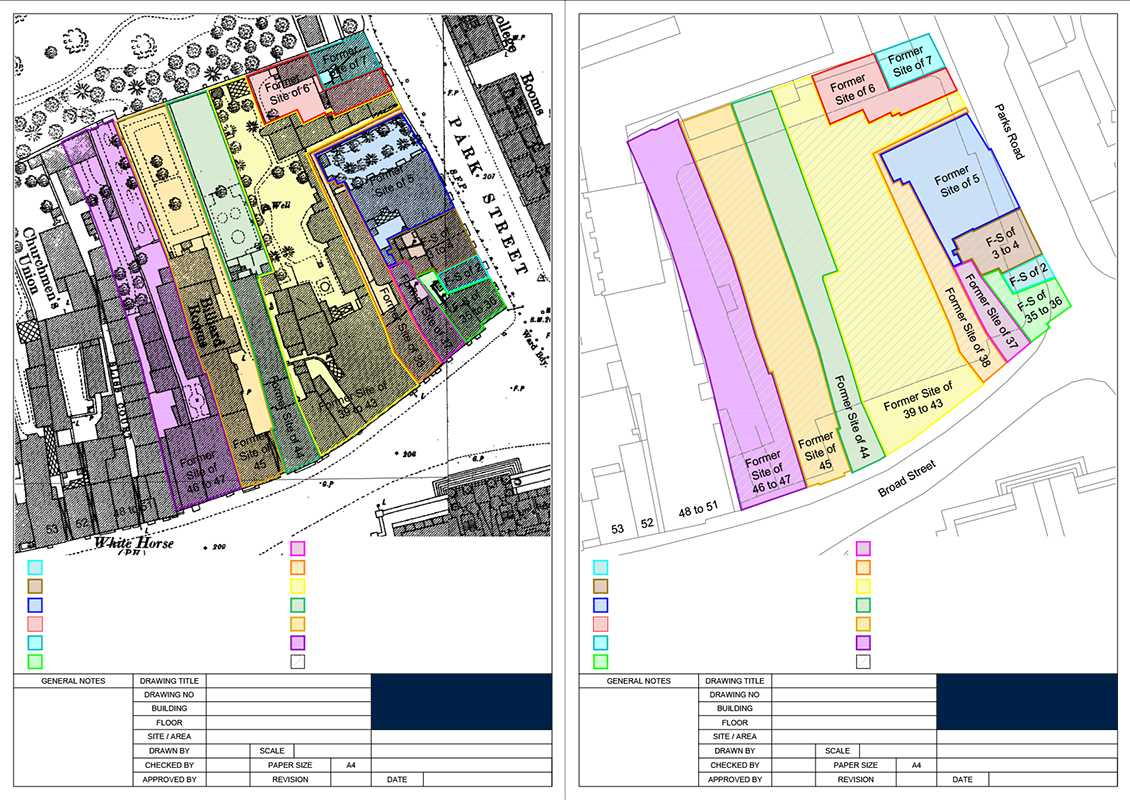 College
Rooms
F.P
PARK STREET
207
B.F.P.
Former
Site of 7
Former
Site of 6
Former
Site of 5
Well
F-S of
3 to 4
F-S of 2
F-S of
35 to 36
Former Site of 37
Former Site of 38
Former Site of
39 to 43
Former Site of 44
Former
Site of
45
Former
Site of
46 to 47
Churchmen's
Union
Billiard
Rooms
COURT
48 to 51
52
53
White Horse
(P.H.)
209
206
G.P
G.P
F.P
B.M.
Ward Bdy.
GENERAL NOTES
DRAWING TITLE
DRAWING NO
BUILDING
FLOOR
SITE / AREA
DRAWN BY SCALE
CHECKED BY PAPER SIZE A4
APPROVED BY REVISION DATE
Former
Site of 7
Former
Site of 6
Parks Road
Former
Site of 5
F-S of
3 to 4
F-S of 2
F-S of
35 to 36
Former Site of 37
Former Site of 38
Former Site of
39 to 43
Former Site of 44
Former
Site of
45
Former
Site of
46 to 47
Broad Street
48 to 51
52
53
GENERAL NOTES
DRAWING TITLE
DRAWING NO
BUILDING
FLOOR
SITE / AREA
DRAWN BY SCALE
CHECKED BY PAPER SIZE A4
APPROVED BY REVISION DATE